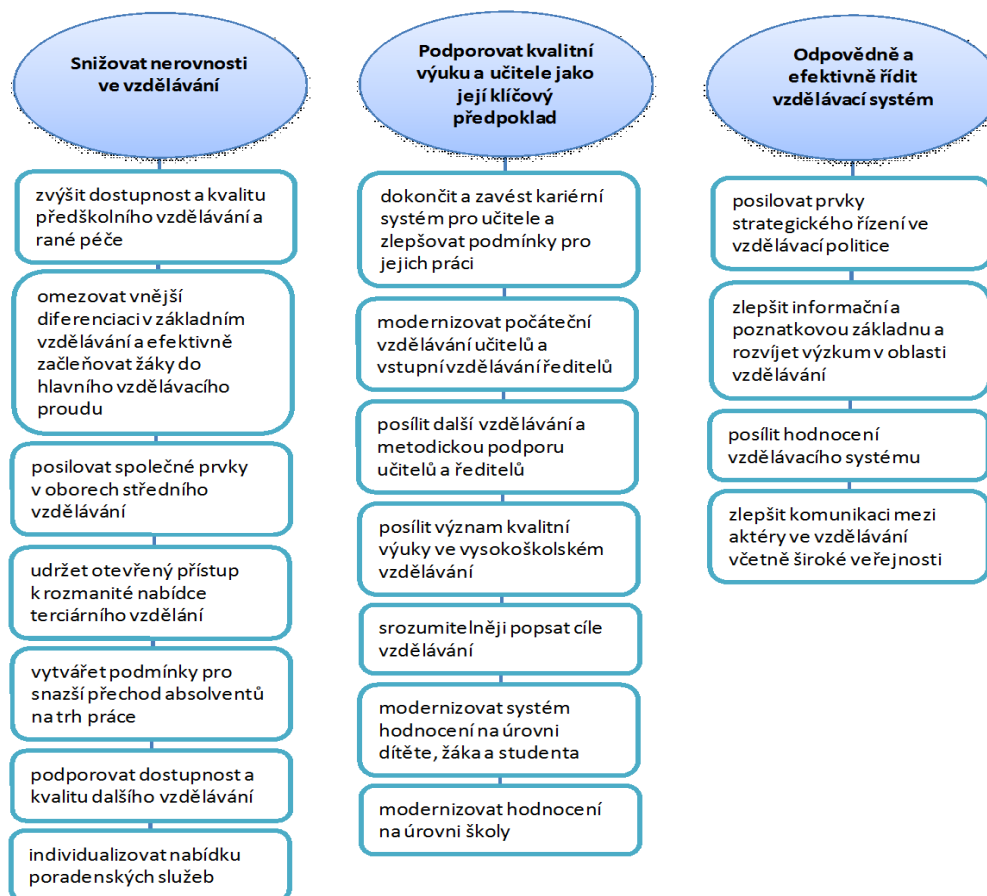 Snižovat nerovnosti
ve vzdělávání
zvýšit dostupnost a kvalitu
předškolního vzdělávání a
rané péče
omezovat vnější
diferenciaci v základním
vzdělávání a efektivně
začleňovat žáky do
hlavního vzdělávacího
proudu
posilovat společné prvky
v oborech středního
vzdělávání
udržet otevřený přístup
k rozmanité nabídce
terciárního vzdělání
vytvářet podmínky pro
snazší přechod absolventů
na trh práce
podporovat dostupnost a
kvalitu dalšího vzdělávání
individualizovat nabídku
poradenských služeb
Podporovat kvalitní
výuku a učitele jako
její klíčový
předpoklad
dokončit a zavést kariérní
systém pro učitele a
zlepšovat podmínky pro
jejich práci
modernizovat počáteční
vzdělávání učitelů a
vstupní vzdělávání ředitelů
posílit další vzdělávání a
metodickou podporu
učitelů a ředitelů
posílit význam kvalitní
výuky ve vysokoškolském
vzdělávání
srozumitelněji popsat cíle
vzdělávání
modernizovat systém
hodnocení na úrovni
dítěte, žáka a studenta
modernizovat hodnocení
na úrovni školy
Odpovědně a
efektivně řídit
vzdělávací systém
posilovat prvky
strategického řízení ve
vzdělávací politice
zlepšit informační a
poznatkovou základnu a
rozvíjet výzkum v oblasti
vzdělávání
posílit hodnocení
vzdělávacího systému
zlepšit komunikaci mezi
aktéry ve vzdělávání
včetně široké veřejnosti